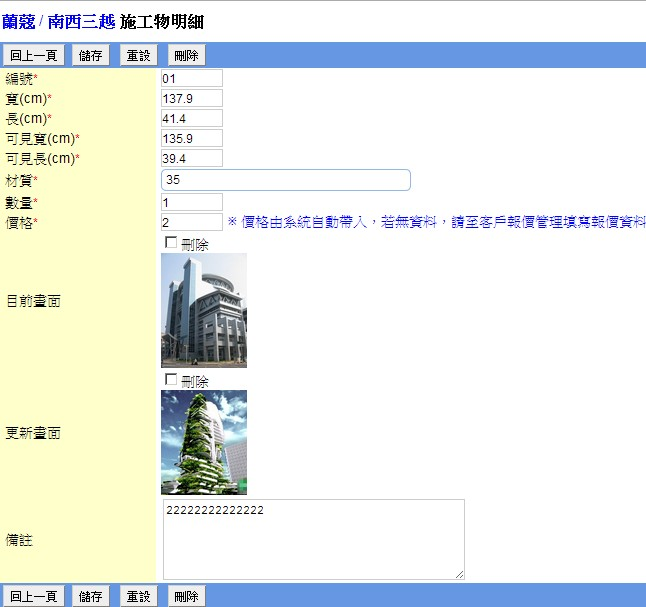 蘭蔻 / 南西三越 施工物明細
回上一頁 儲存 重設 刪除
編號* 01
寬(cm)* 137.9
長(cm)* 41.4
可見寬(cm)* 135.9
可見長(cm)* 39.4
材質* 35
數量* 1
價格* 2 ※ 價格由系統自動帶入，若無資料，請至客戶報價管理填寫報價資料
刪除
目前畫面
刪除
更新畫面
備註 22222222222222
回上一頁 儲存 重設 刪除